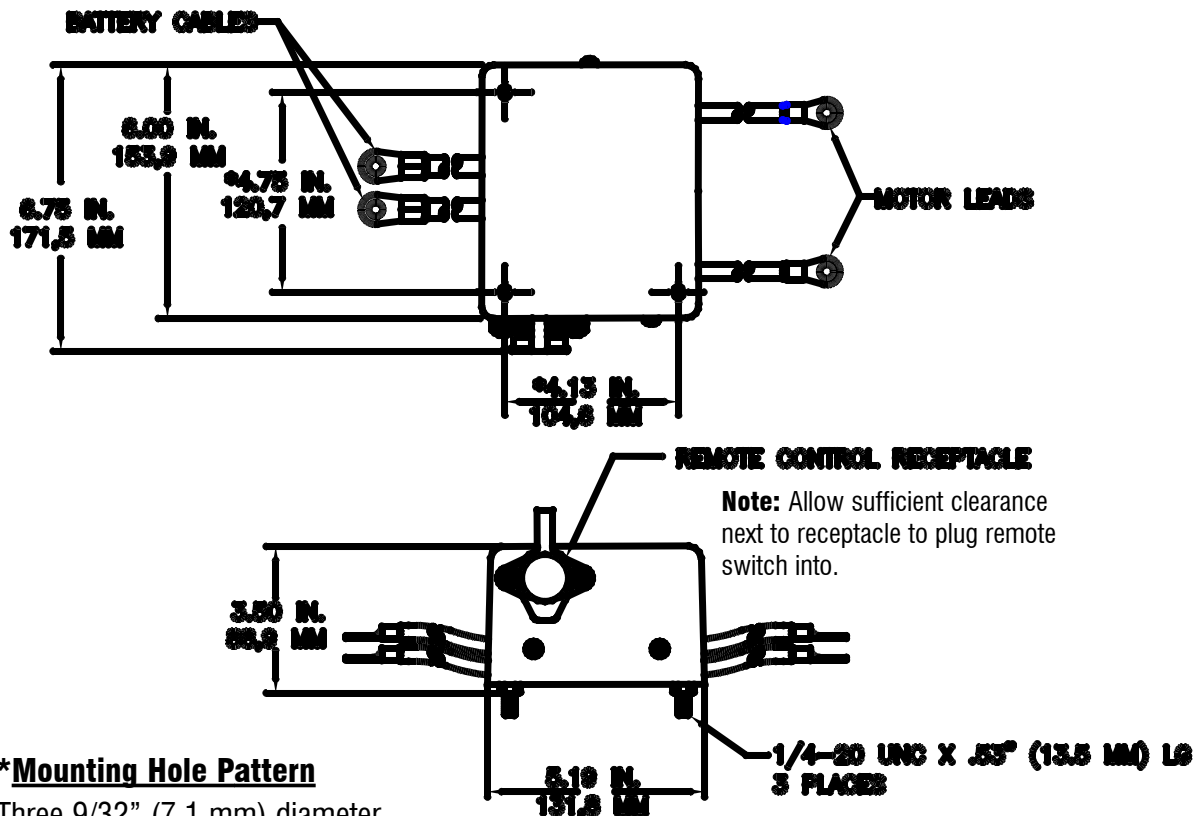 BATTERY CABLES
6.00 IN.
153,9 MM
*4.75 IN.
120,7 MM
6.75 IN.
171,5 MM
MOTOR LEADS
*4.13 IN.
104,8 MM
REMOTE CONTROL RECEPTACLE
Note: Allow sufficient clearance
next to receptacle to plug remote
switch into.
3.50 IN.
88,9 MM
1/4-20 UNC X .53" (13.5 MM) LG
3 PLACES
5.19 IN.
131,8 MM
*Mounting Hole Pattern
Three 9/32” (7.1 mm) diameter